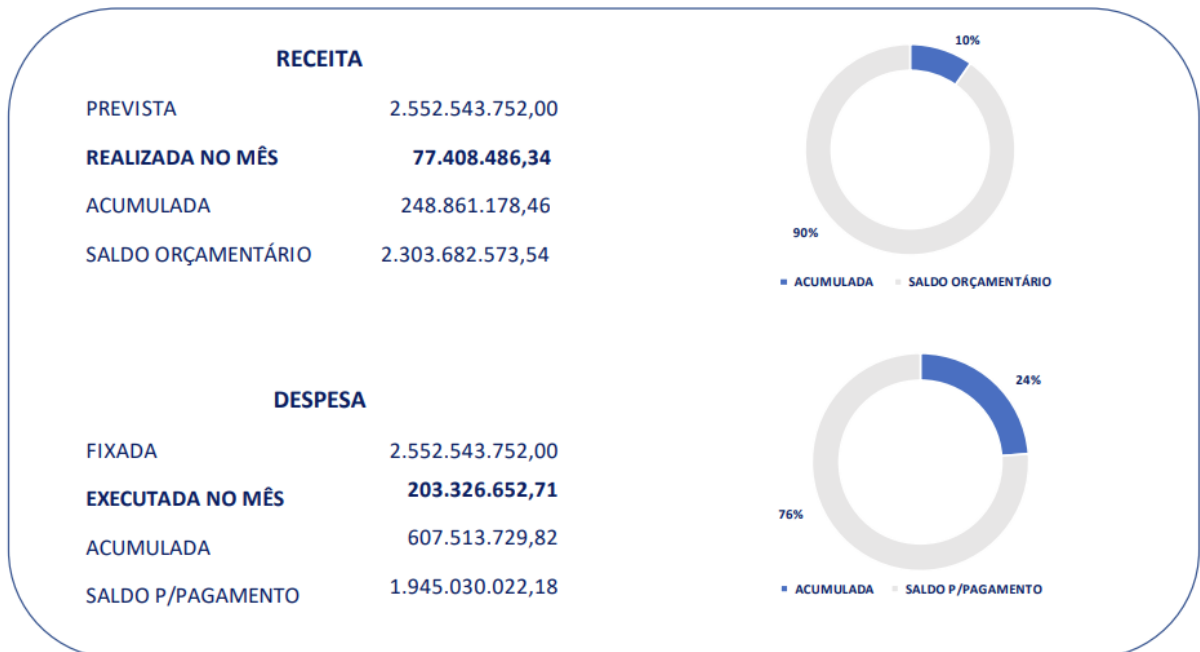 RECEITA
PREVISTA 2.552.543.752,00
REALIZADA NO MÊS 77.408.486,34
ACUMULADA 248.861.178,46
SALDO ORÇAMENTÁRIO 2.303.682.573,54
10%
90%
ACUMULADA SALDO ORÇAMENTÁRIO
DESPESA
FIXADA 2.552.543.752,00
EXECUTADA NO MÊS 203.326.652,71
ACUMULADA 607.513.729,82
SALDO P/PAGAMENTO 1.945.030.022,18
24%
76%
ACUMULADA SALDO P/PAGAMENTO